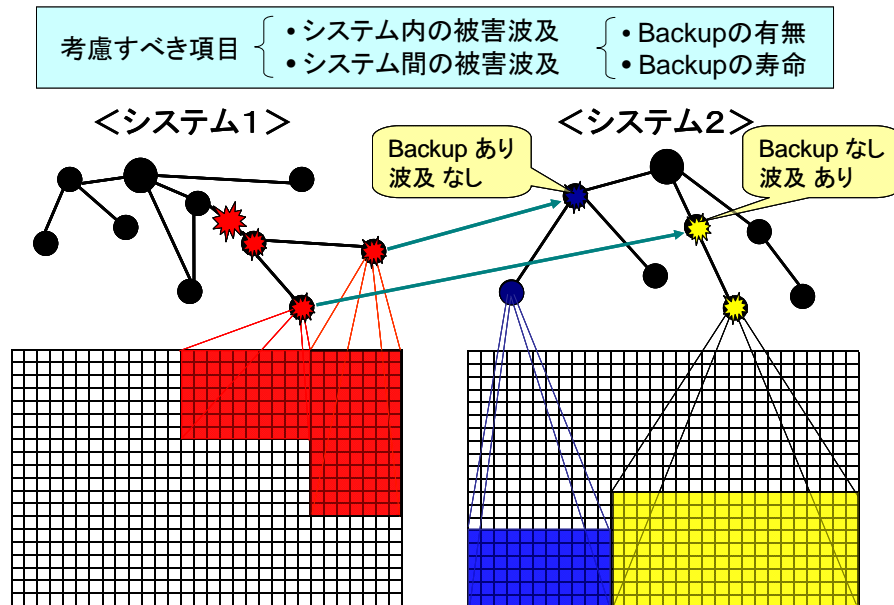 考慮すべき項目
• システム内の被害波及
• システム間の被害波及
• Backupの有無
• Backupの寿命
＜システム１＞
＜システム２＞
Backup あり
波及 なし
Backup なし
波及 あり